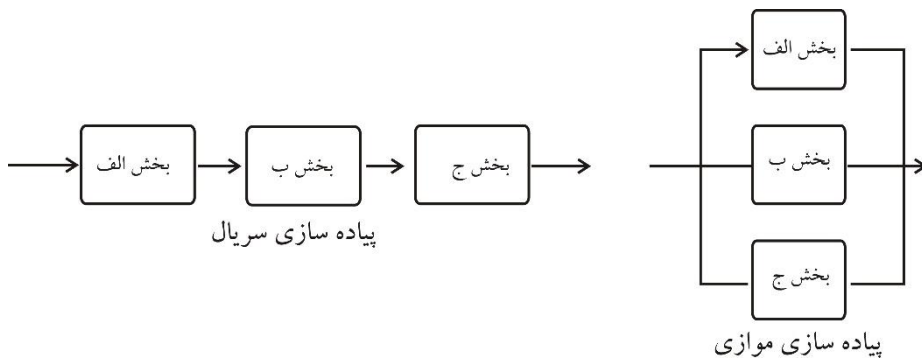 بخش الف
بخش ب
بخش ج
پیاده سازی سریال
بخش الف
بخش ب
بخش ج
پیاده سازی موازی